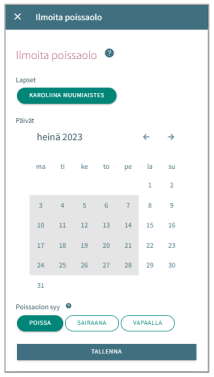 × Ilmoita poissaolo
Ilmoita poissaolo ?
Lapset
KAROLIINA MUUMIAISTES
Päivät
heinä 2023 ← →
ma ti ke to pe la su
1 2
3 4 5 6 7 8 9
10 11 12 13 14 15 16
17 18 19 20 21 22 23
24 25 26 27 28 29 30
31
Poissaolon syy ?
POISSA SAIRAANA VAPAALLA
TALLENNA